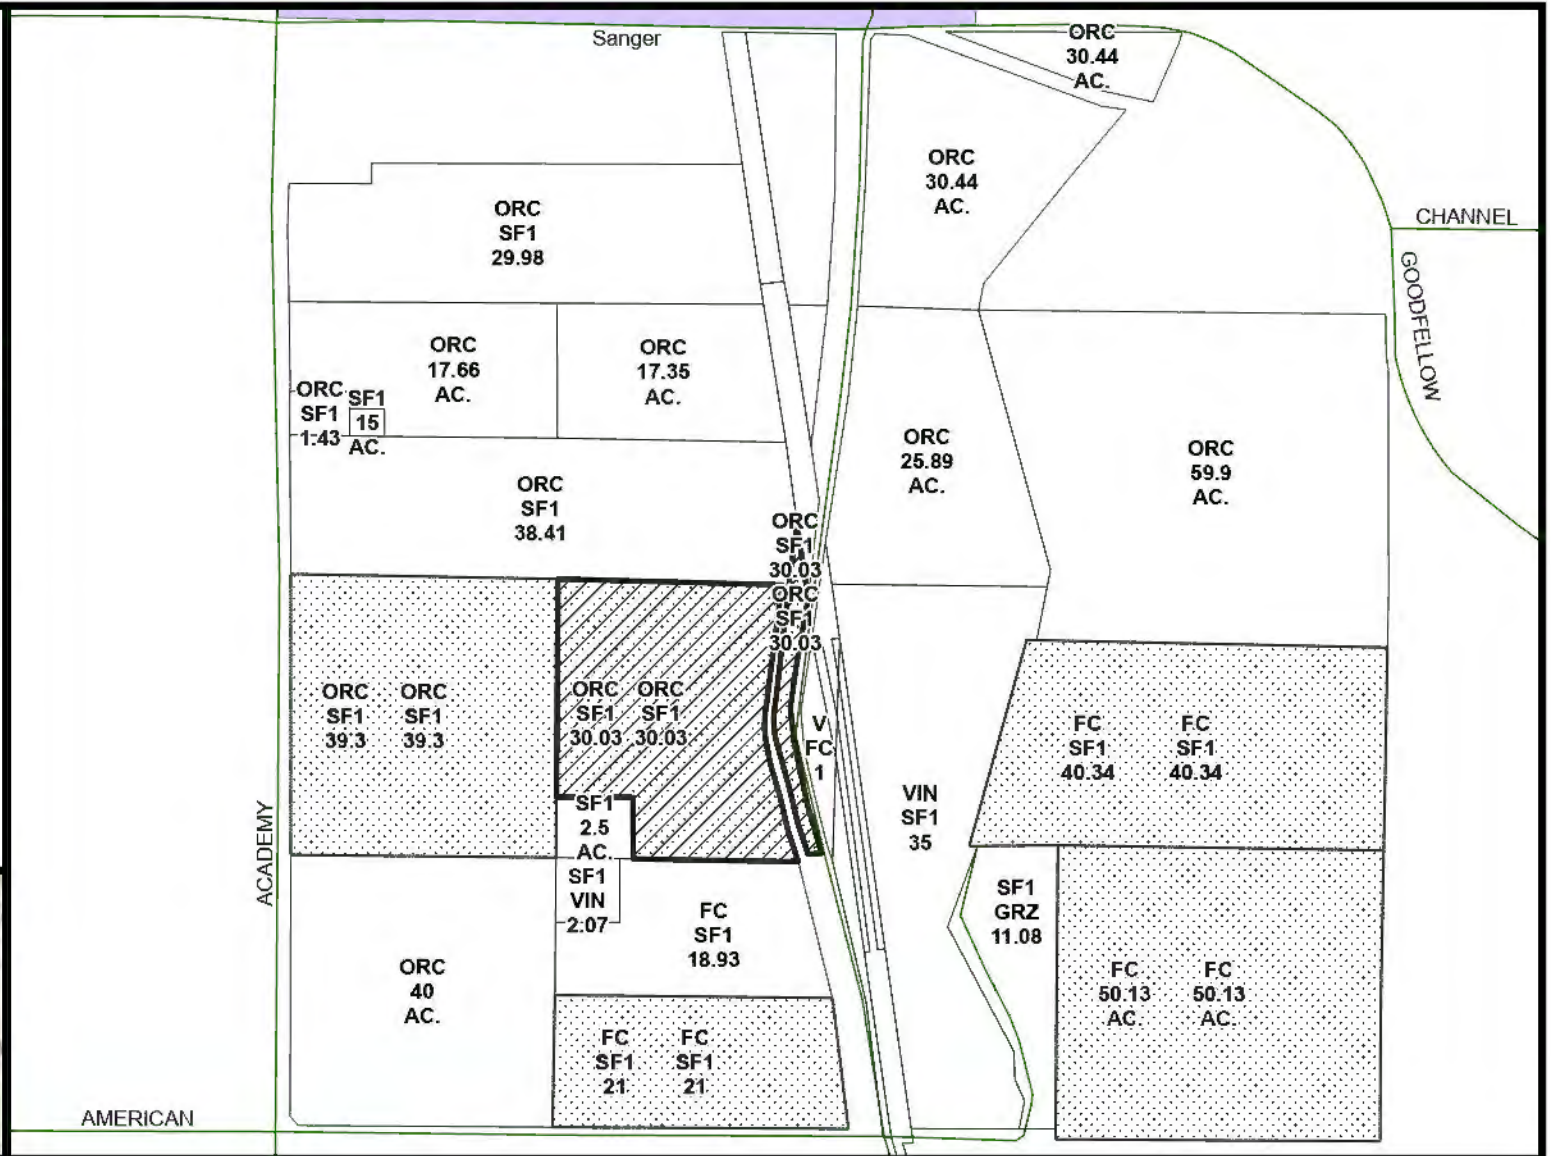 Sanger
ORC
30.44
AC.
ORC
30.44
AC.
CHANNEL
GOODFELLOW
ORC
SF1
29.98
ORC
17.66
AC.
ORC
17.35
AC.
ORC
SF1
1.43
SF1
15
AC.
ORC
25.89
AC.
ORC
59.9
AC.
ORC
SF1
38.41
ORC
SF1
30.03
ORC
SF1
30.03
ORC ORC
SF1 SF1
39.3 39.3
ORC ORC
SF1 SF1
30.03 30.03
V
FC
1
FC FC
SF1 SF1
40.34 40.34
VIN
SF1
35
ACADEMY
SF1
2.5
AC.
SF1
VIN
2.07
FC
SF1
18.93
SF1
GRZ
11.08
ORC
40
AC.
FC FC
50.13 50.13
AC. AC.
FC FC
SF1 SF1
21 21
AMERICAN